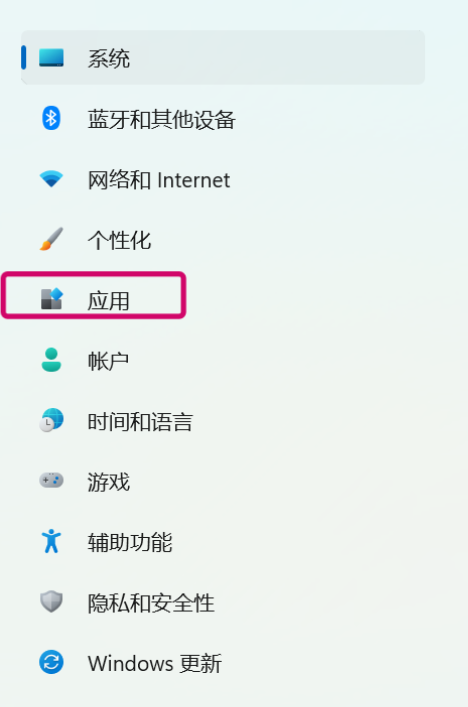 系统
蓝牙和其他设备
网络和 Internet
个性化
应用
帐户
时间和语言
游戏
辅助功能
隐私和安全性
Windows 更新